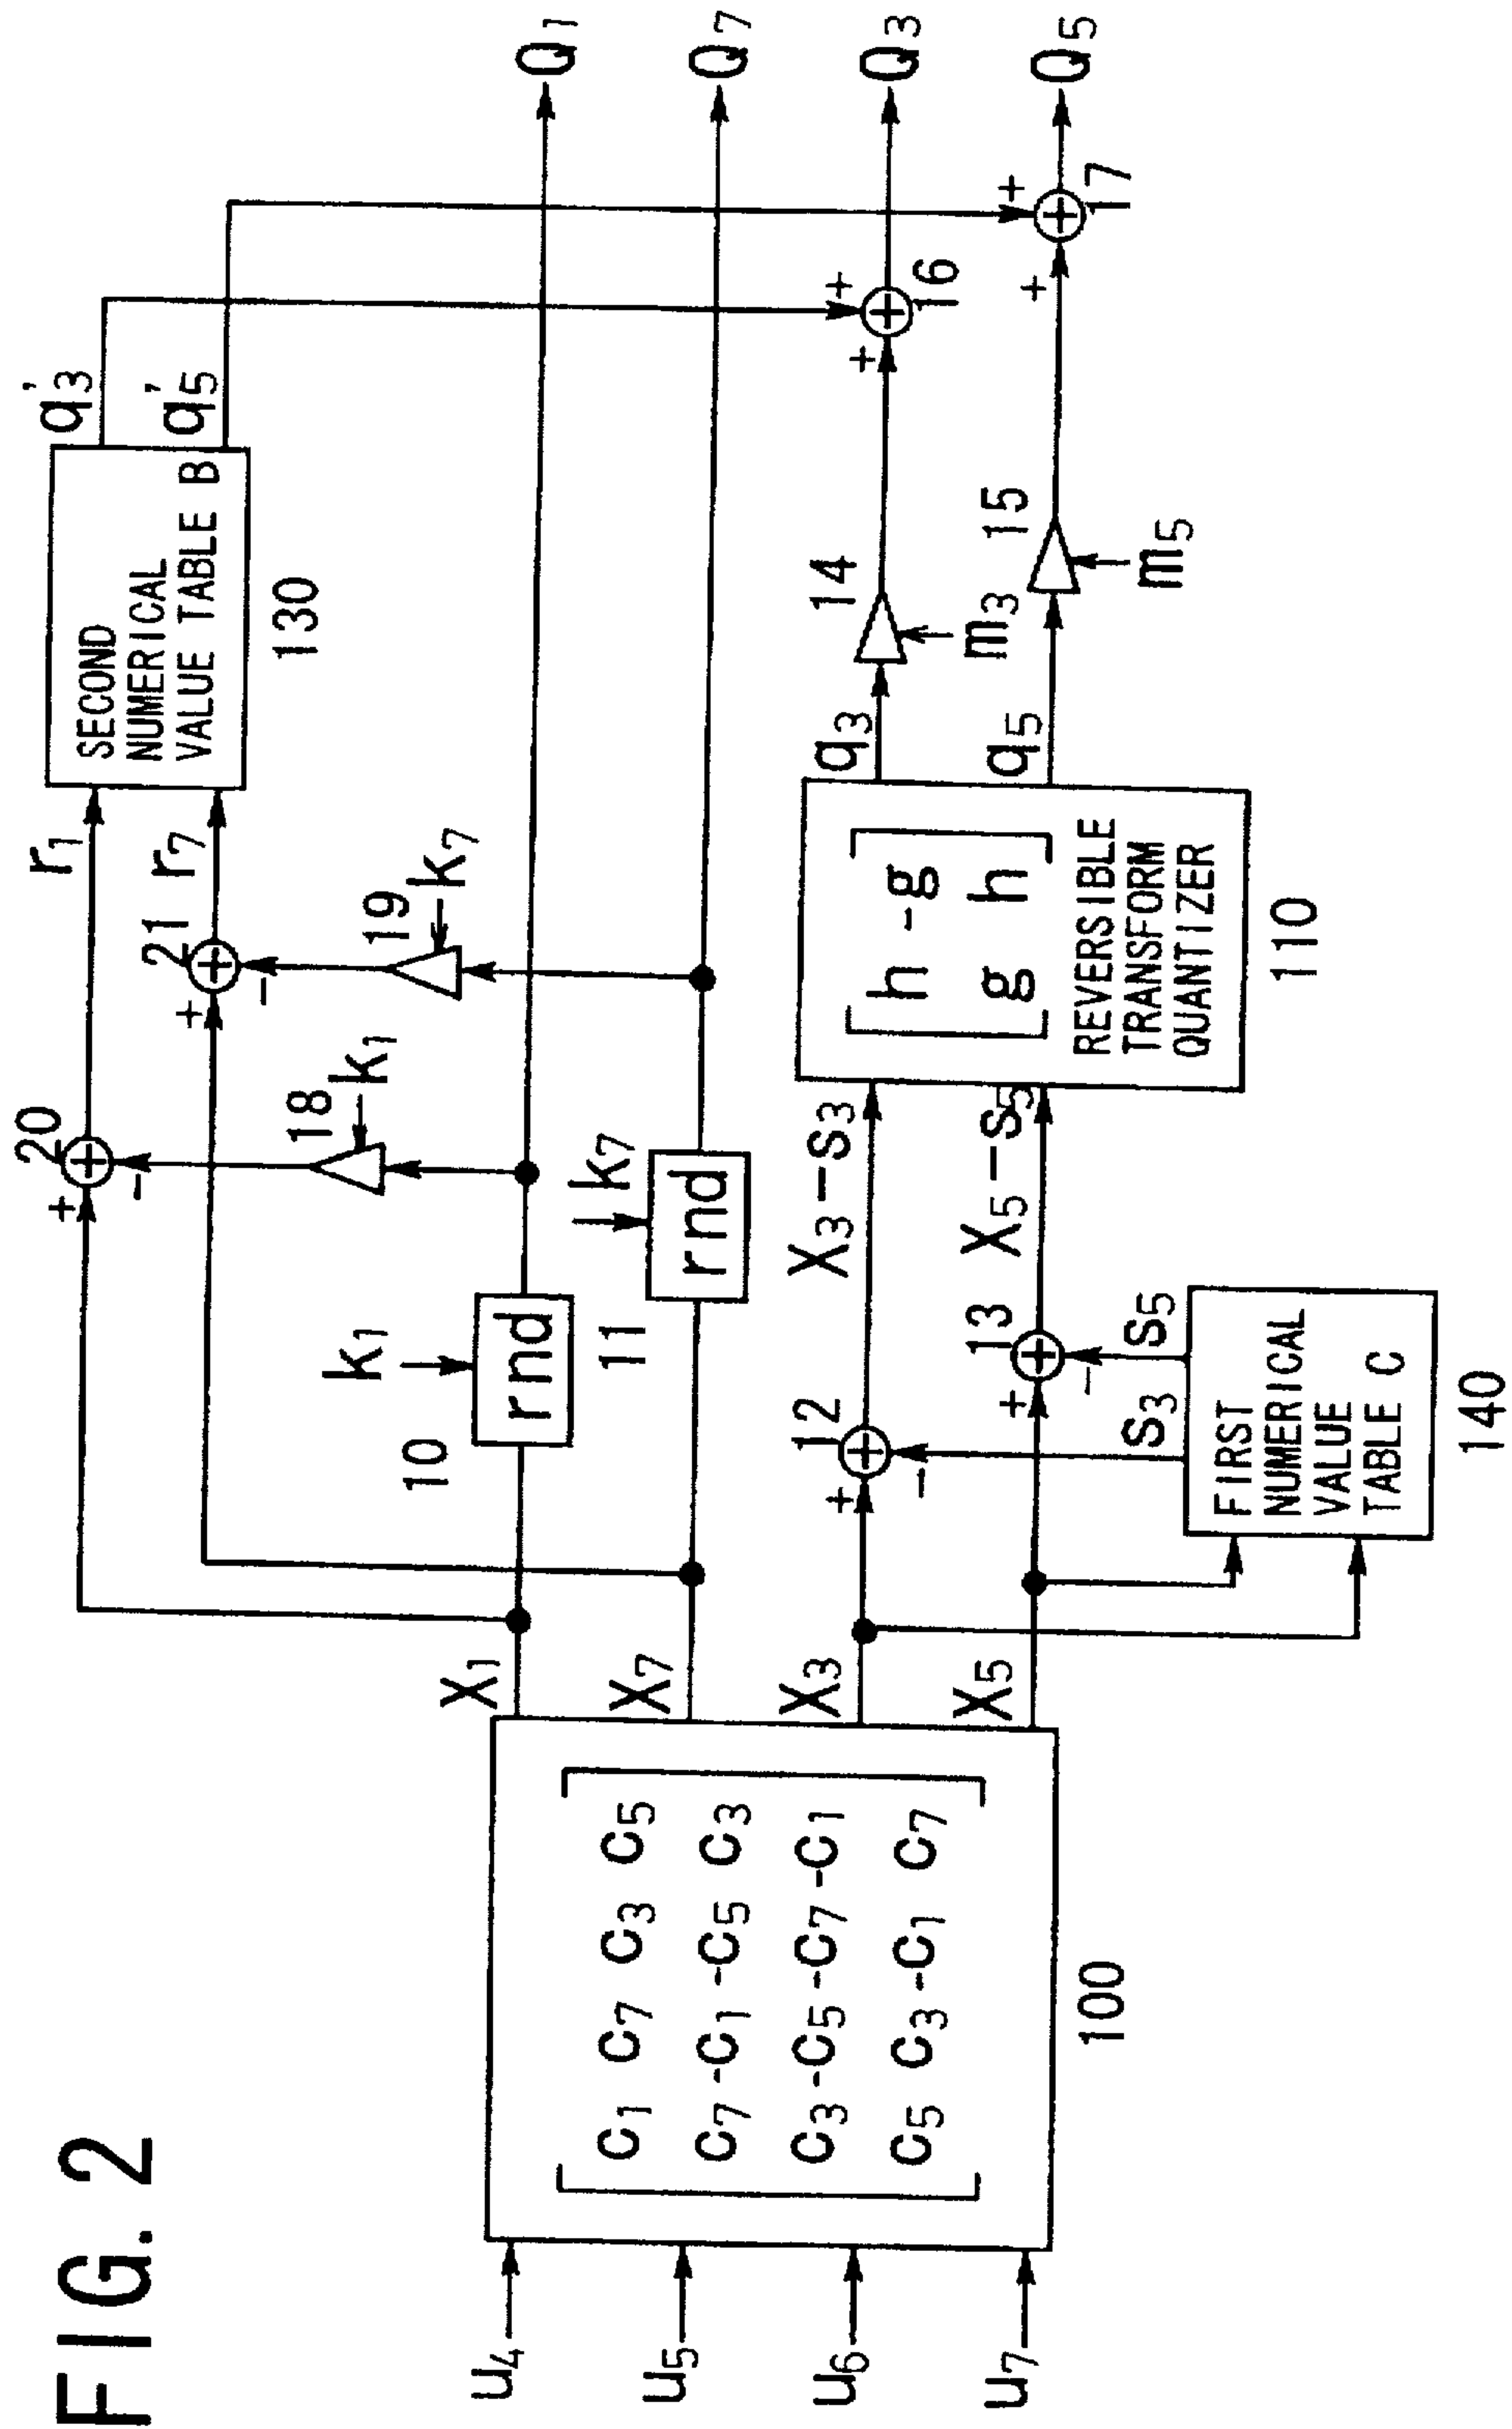 FIG. 2
u4
u5
u6
u7
c1 c7 c3 c5
c7 -c1 -c5 c3
c3 -c5 -c7 -c1
c5 c3 -c1 c7
100
X1
X7
X3
X5
k1
10
rnd
k7
11
rnd
20
+
-
18
k1
21
+
-
19
k7
r1
r7
SECOND
NUMERICAL
VALUE TABLE B
130
q'3
q'5
12
+
-
13
+
-
s3
s5
FIRST
NUMERICAL
VALUE
TABLE C
140
X3-s3
X5-s5
h -g
g h
REVERSIBLE
TRANSFORM
QUANTIZER
110
q3
q5
14
m3
15
m5
+
+
16
+
+
17
Q1
Q7
Q3
Q5